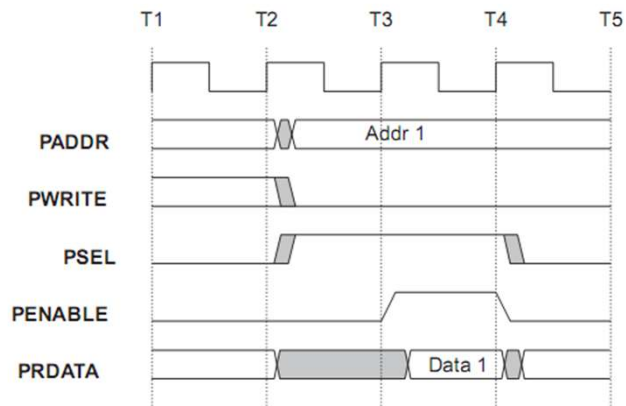 T1 T2 T3 T4 T5
PADDR Addr 1
PWRITE
PSEL
PENABLE
PRDATA Data 1